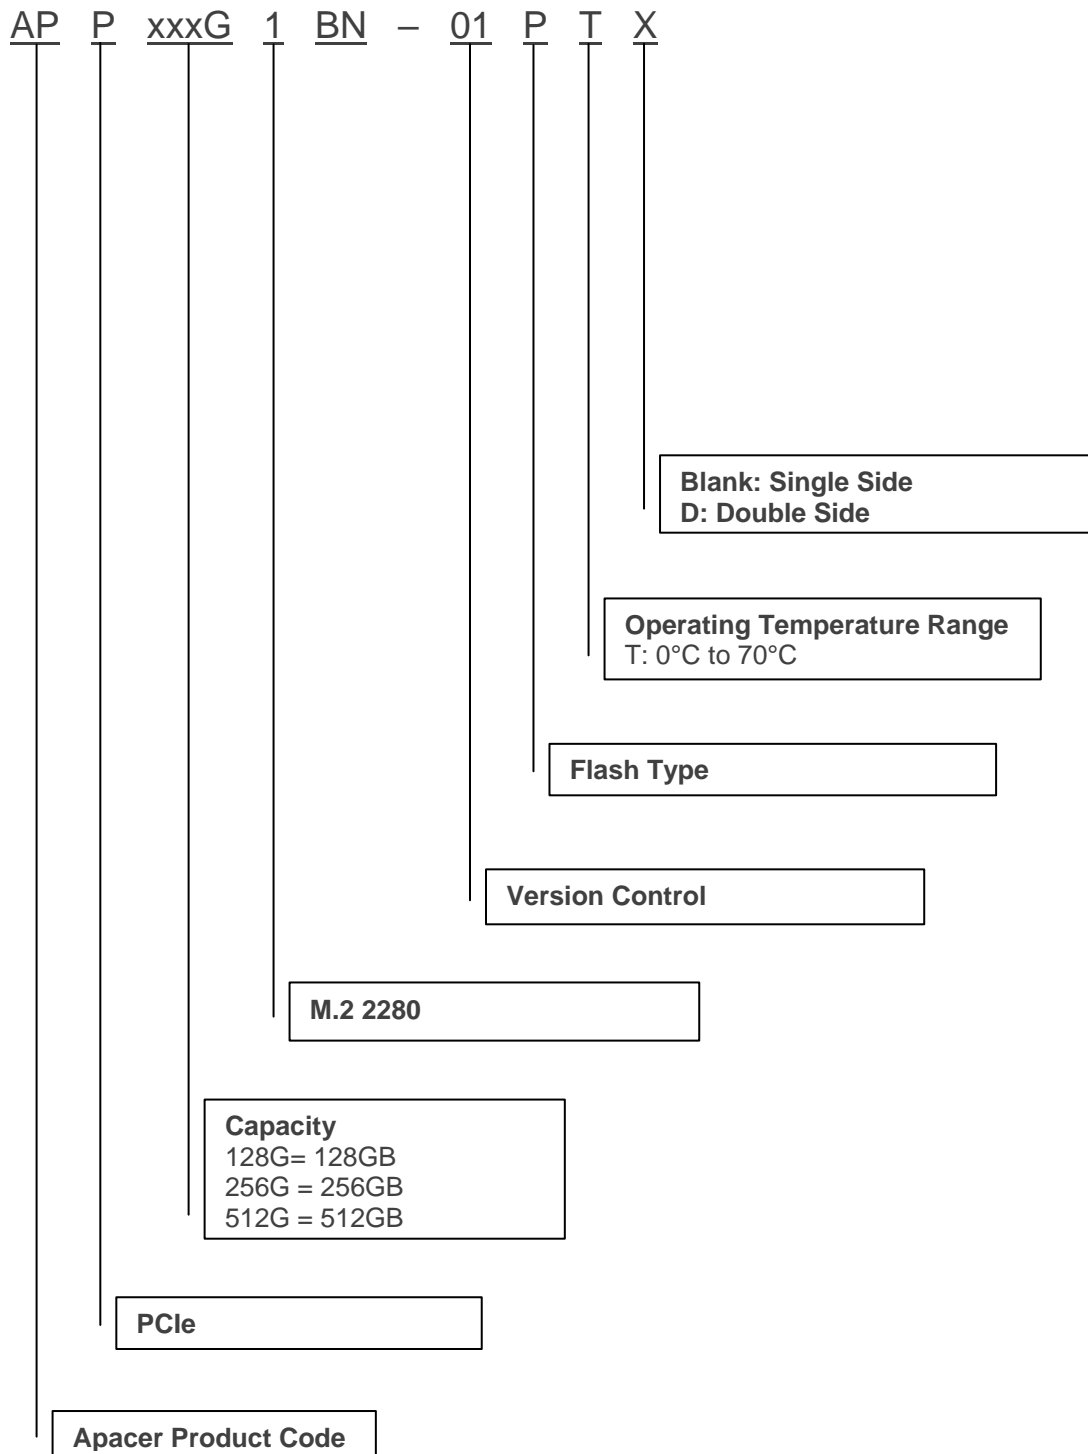 AP P xxxG 1 BN – 01 P T X
Blank: Single Side
D: Double Side
Operating Temperature Range
T: 0°C to 70°C
Flash Type
Version Control
M.2 2280
Capacity
128G= 128GB
256G = 256GB
512G = 512GB
PCIe
Apacer Product Code